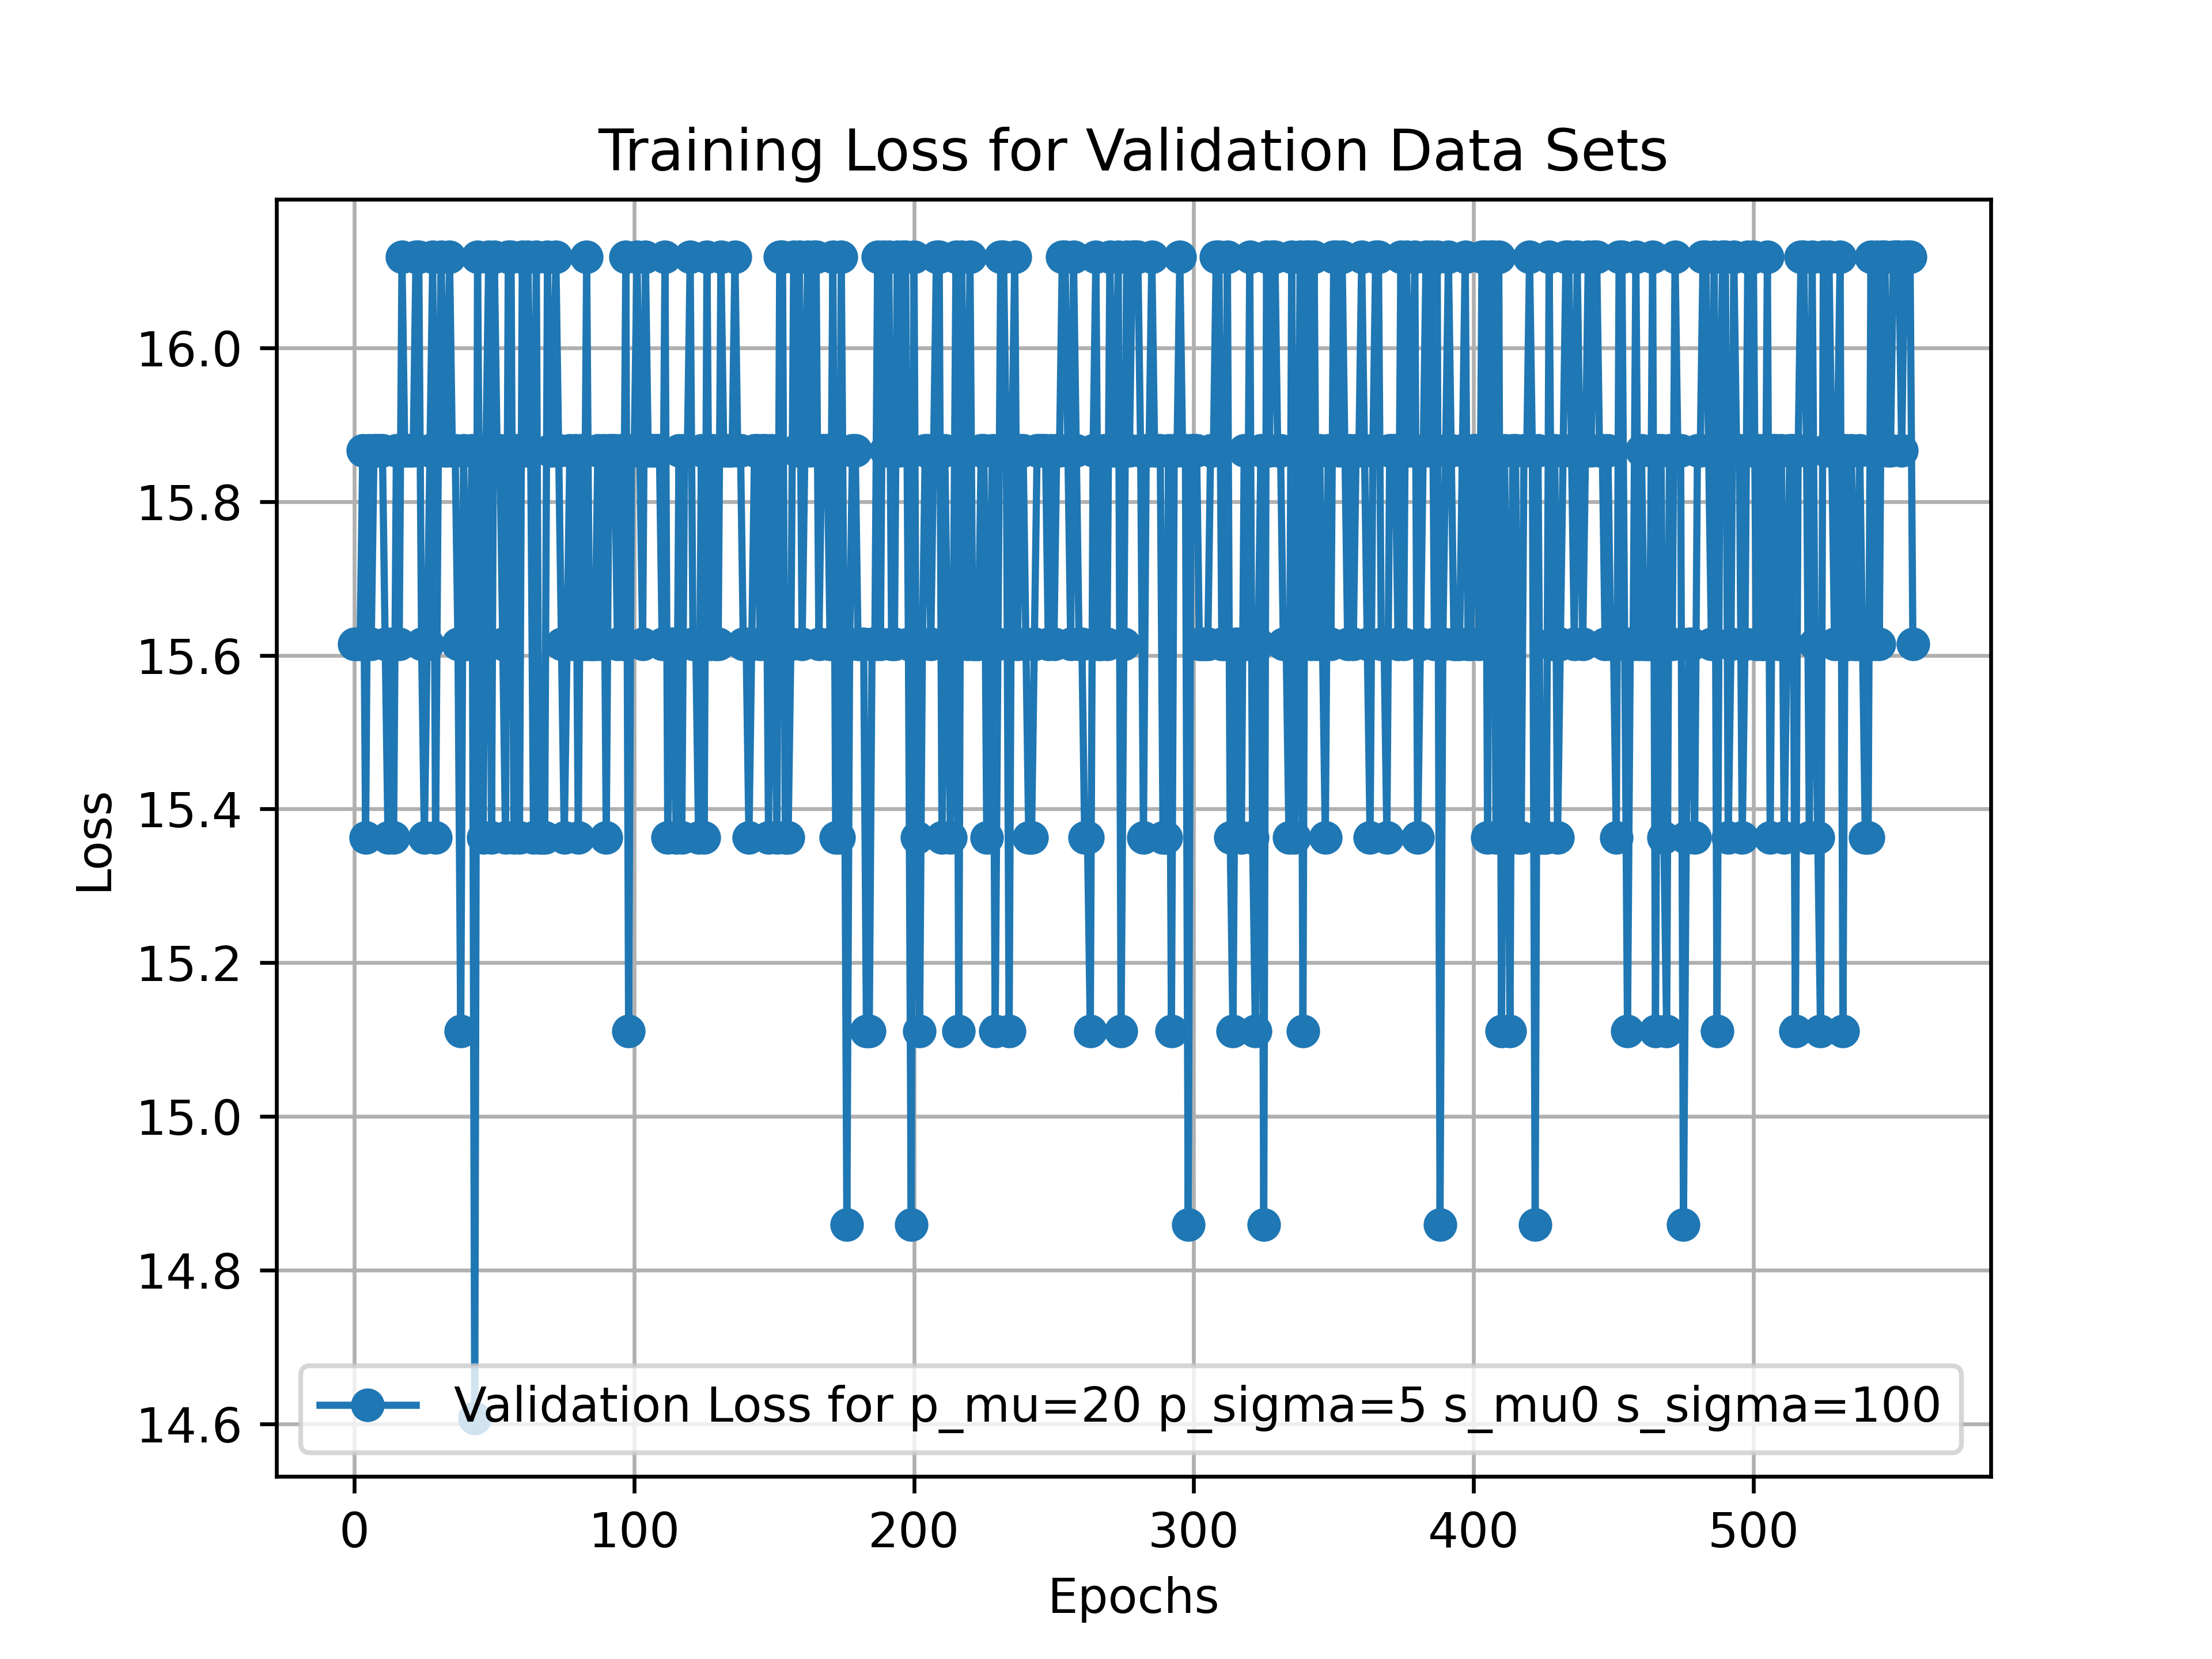 Training Loss for Validation Data Sets
16.0
15.8
15.6
15.4
15.2
15.0
14.8
14.6
Loss
Validation Loss for p_mu=20 p_sigma=5 s_mu0 s_sigma=100
0 100 200 300 400 500
Epochs